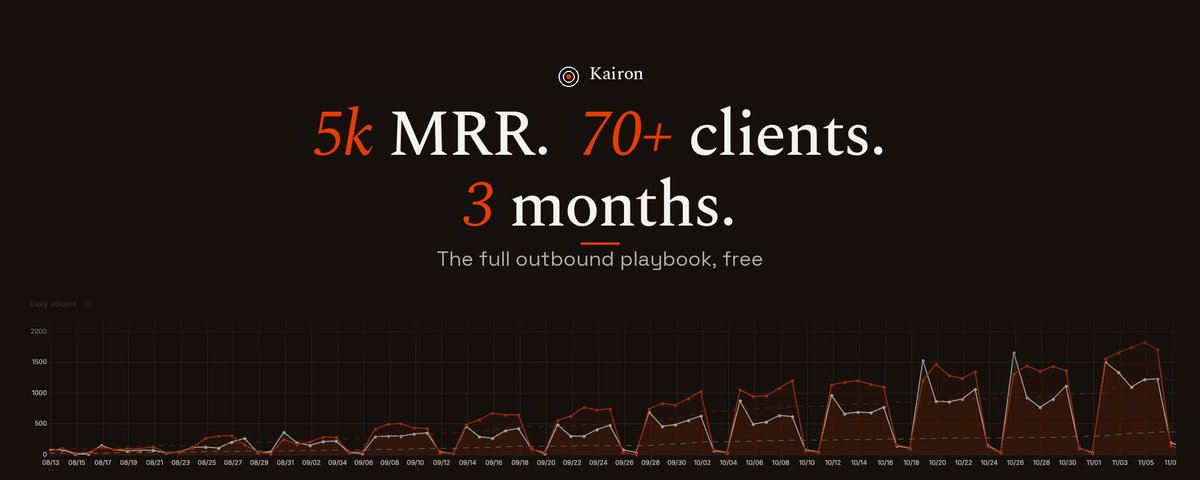 Kairon
5k MRR. 70+ clients.
3 months.
The full outbound playbook, free
Daily volume
2000
1500
1000
500
0
08/13 08/15 08/17 08/19 08/21 08/23 08/25 08/27 08/29 08/31 09/02 09/04 09/06 09/08 09/10 09/12 09/14 09/16 09/18 09/20 09/22 09/24 09/26 09/28 09/30 10/02 10/04 10/06 10/08 10/10 10/12 10/14 10/16 10/18 10/20 10/22 10/24 10/26 10/28 10/30 11/01 11/03 11/05 11/0